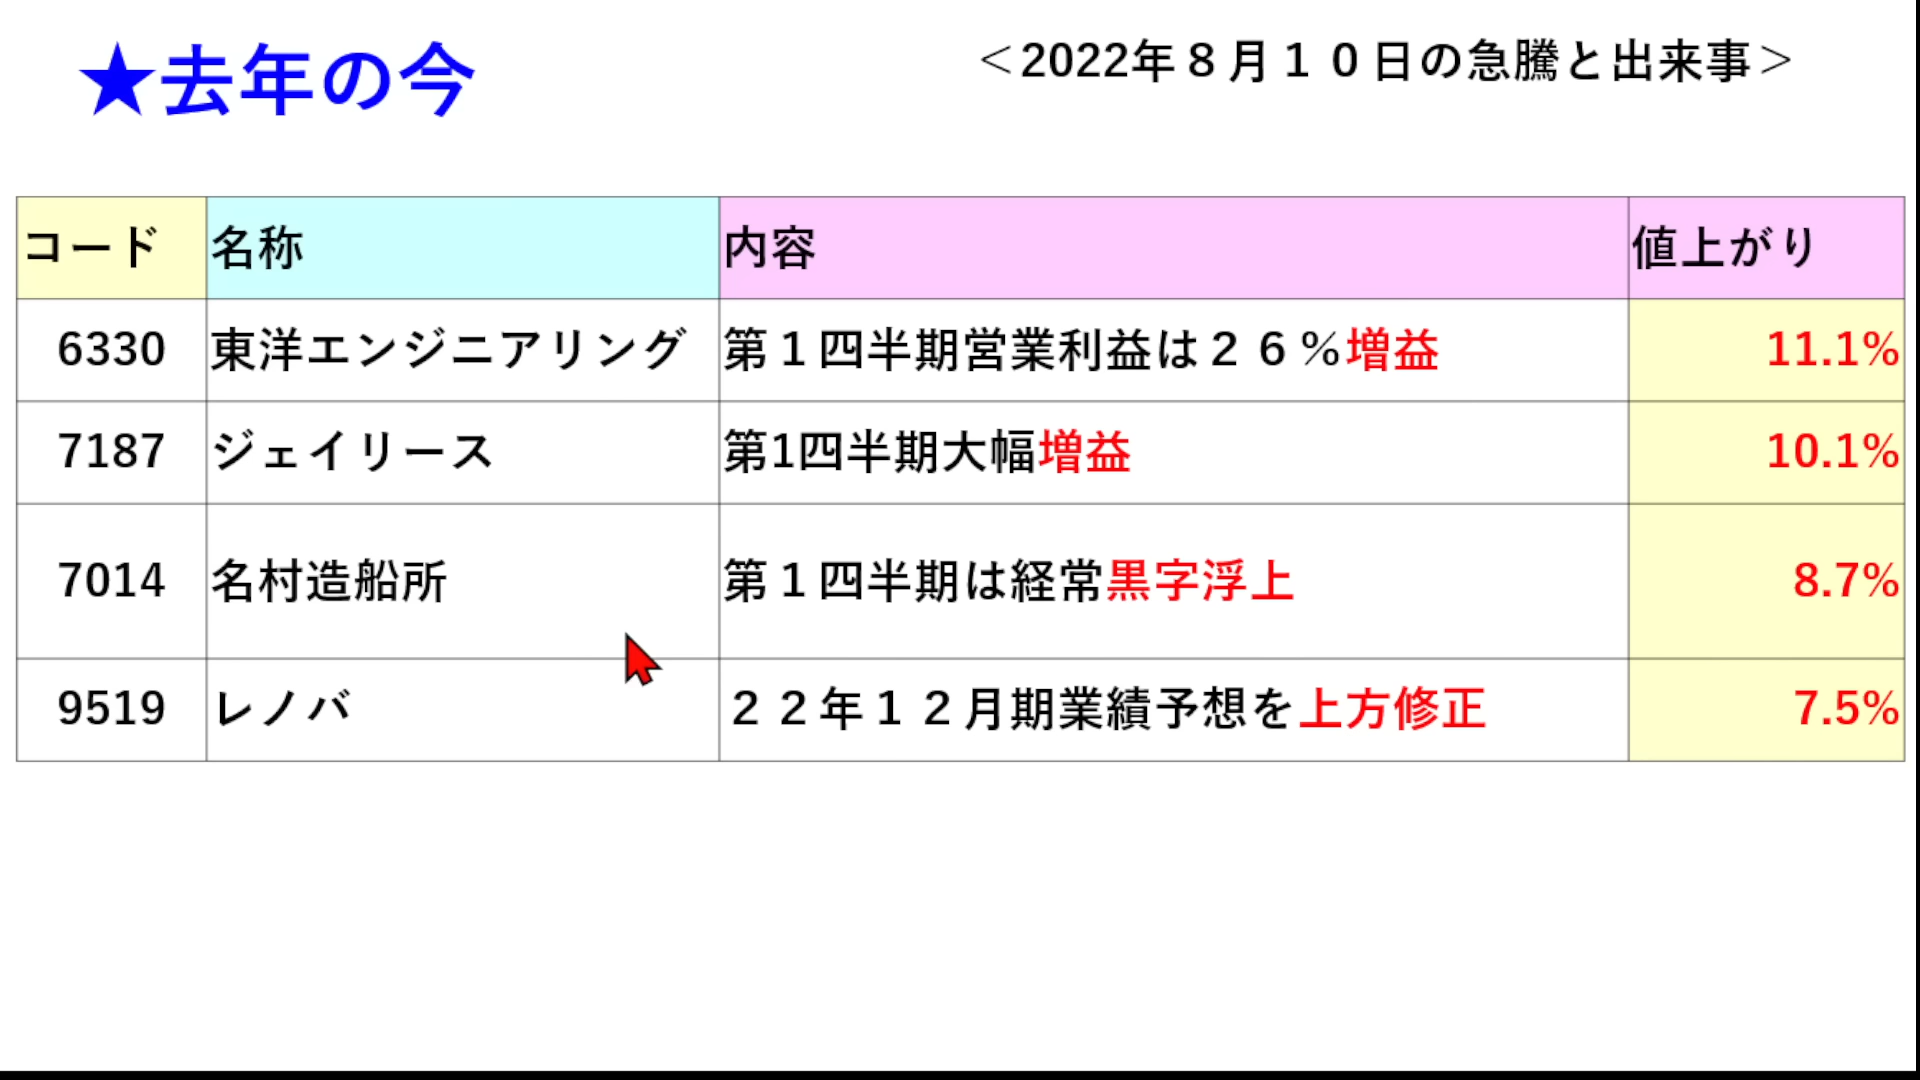 ★去年の今
＜2022年８月１０日の急騰と出来事＞
コード 名称 内容 値上がり
6330 東洋エンジニアリング 第１四半期営業利益は２６％増益 11.1%
7187 ジェイリース 第1四半期大幅増益 10.1%
7014 名村造船所 第１四半期は経常黒字浮上 8.7%
9519 レノバ ２２年１２月期業績予想を上方修正 7.5%